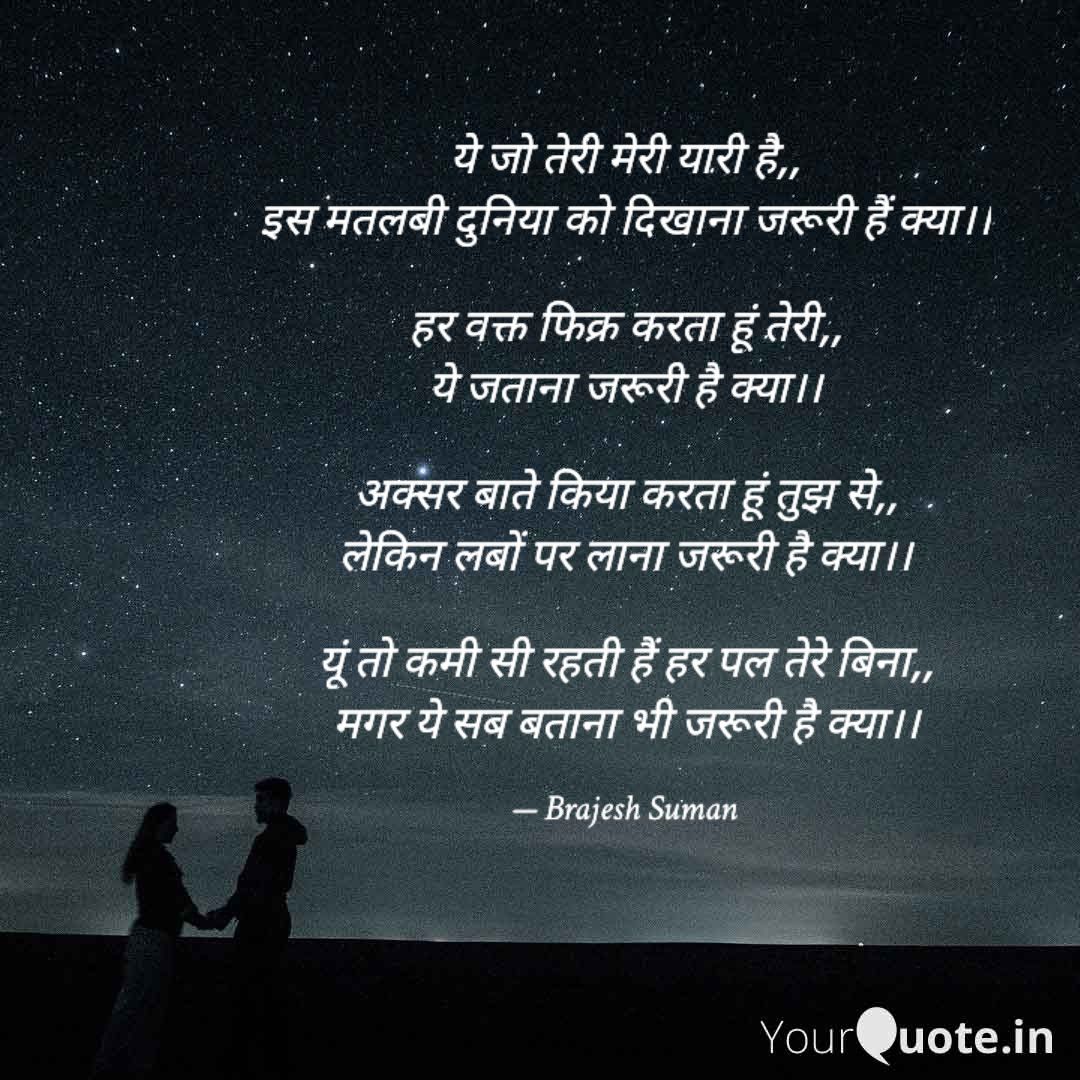 ये जो तेरी मेरी यारी है,,
इस मतलबी दुनिया को दिखाना जरूरी हैं क्या।।
हर वक्त फिक्र करता हूं तेरी,,
ये जताना जरूरी है क्या।।
अक्सर बाते किया करता हूं तुझ से,,
लेकिन लबों पर लाना जरूरी है क्या।।
यूं तो कमी सी रहती हैं हर पल तेरे बिना,,
मगर ये सब बताना भी जरूरी है क्या।।
— Brajesh Suman
YourQuote.in